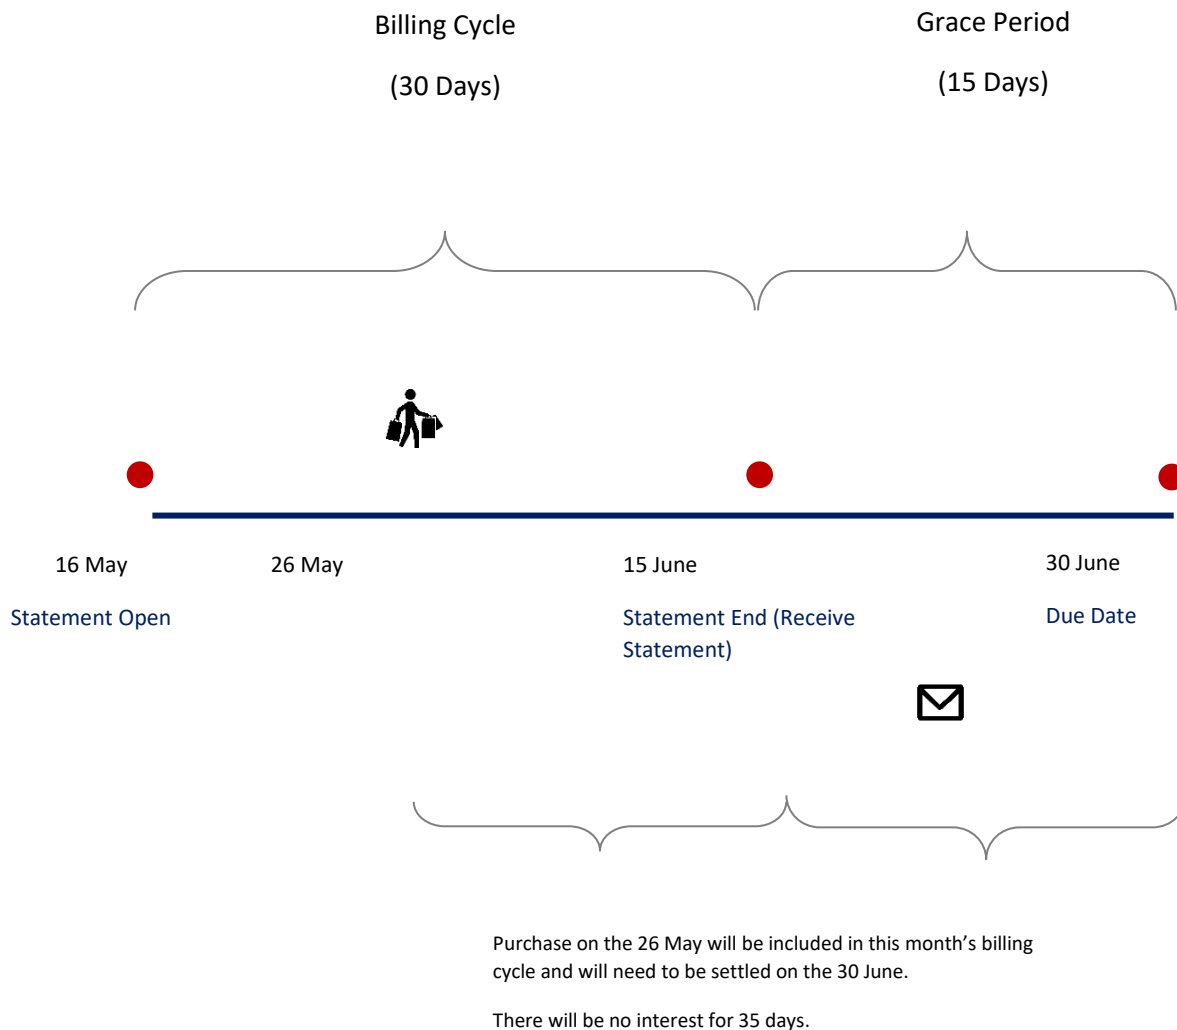 Billing Cycle
(30 Days)
Grace Period
(15 Days)
16 May
26 May
15 June
30 June
Statement Open
Statement End (Receive
Statement)
Due Date
Purchase on the 26 May will be included in this month’s billing
cycle and will need to be settled on the 30 June.
There will be no interest for 35 days.